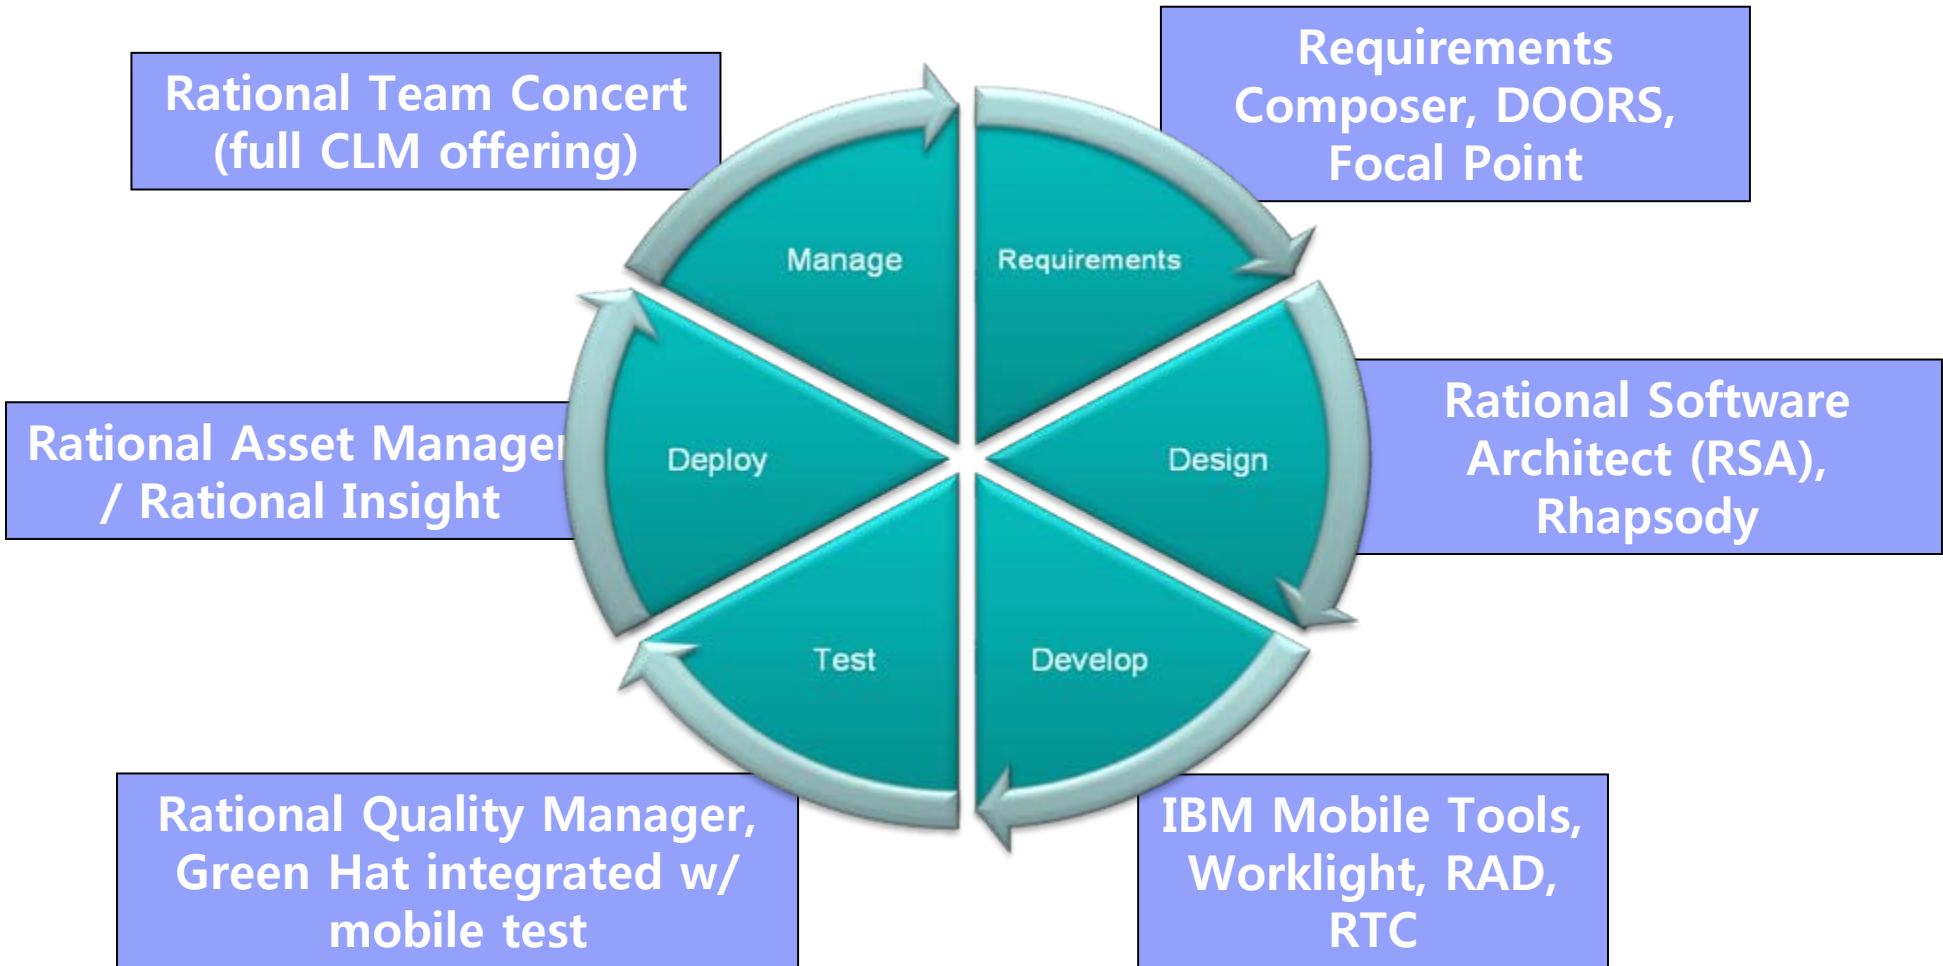 Rational Team Concert
(full CLM offering)
Requirements
Composer, DOORS,
Focal Point
Manage
Requirements
Rational Asset Manager
/ Rational Insight
Deploy
Design
Rational Software
Architect (RSA),
Rhapsody
Test
Develop
Rational Quality Manager,
Green Hat integrated w/
mobile test
IBM Mobile Tools,
Worklight, RAD,
RTC